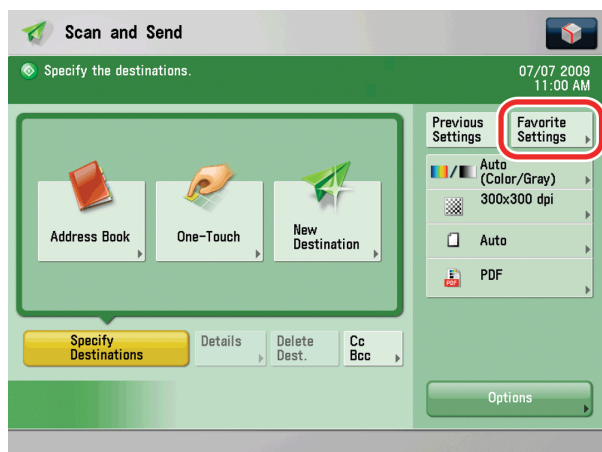 Scan and Send
Specify the destinations.
07/07 2009
11:00 AM
Previous
Settings
Favorite
Settings
Auto
(Color/Gray)
300x300 dpi
Auto
PDF
PDF
Address Book
One-Touch
New
Destination
Specify
Destinations
Details
Delete
Dest.
Cc
Bcc
Options